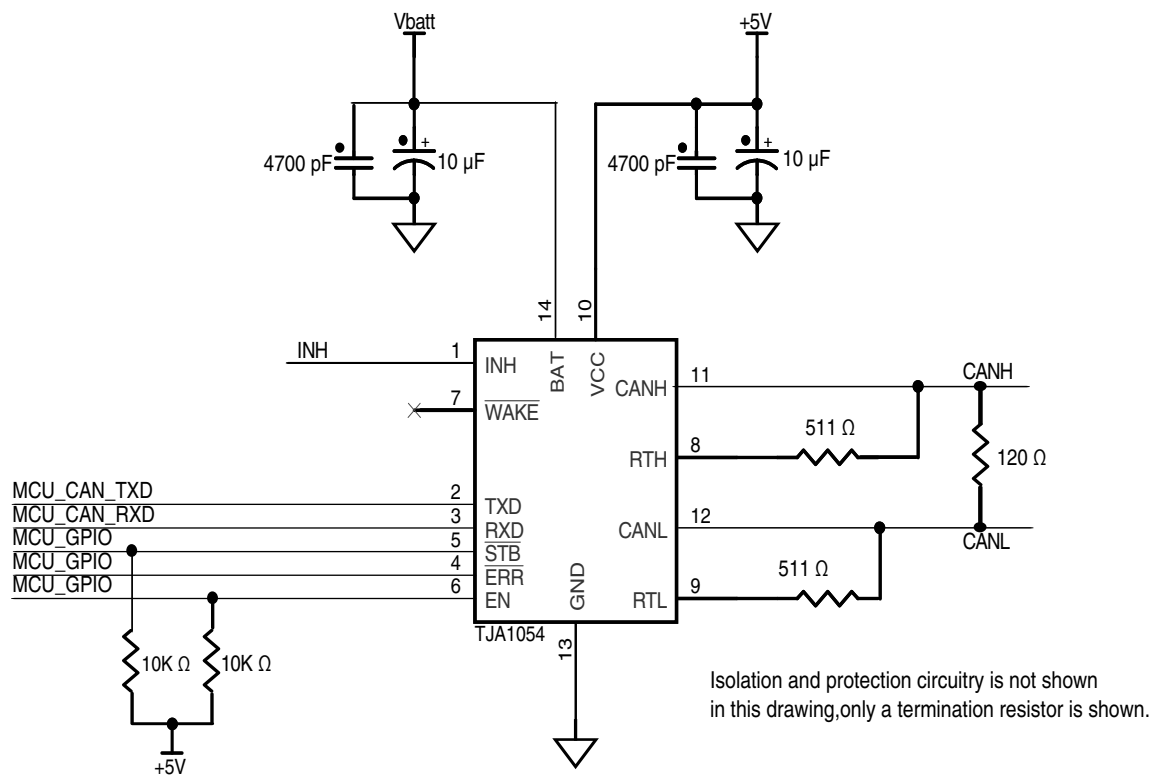 Vbatt
+5V
4700 pF
+
10 µF
4700 pF
+
10 µF
14
10
INH
1
INH
BAT
VCC
CANH
11
CANH
7
WAKE
511 Ω
8
RTH
120 Ω
MCU_CAN_TXD
2
TXD
MCU_CAN_RXD
3
RXD
CANL
12
CANL
MCU_GPIO
5
STB
MCU_GPIO
4
ERR
511 Ω
MCU_GPIO
6
EN
GND
RTL
9
TJA1054
13
10K Ω
10K Ω
+5V
Isolation and protection circuitry is not shown
in this drawing,only a termination resistor is shown.